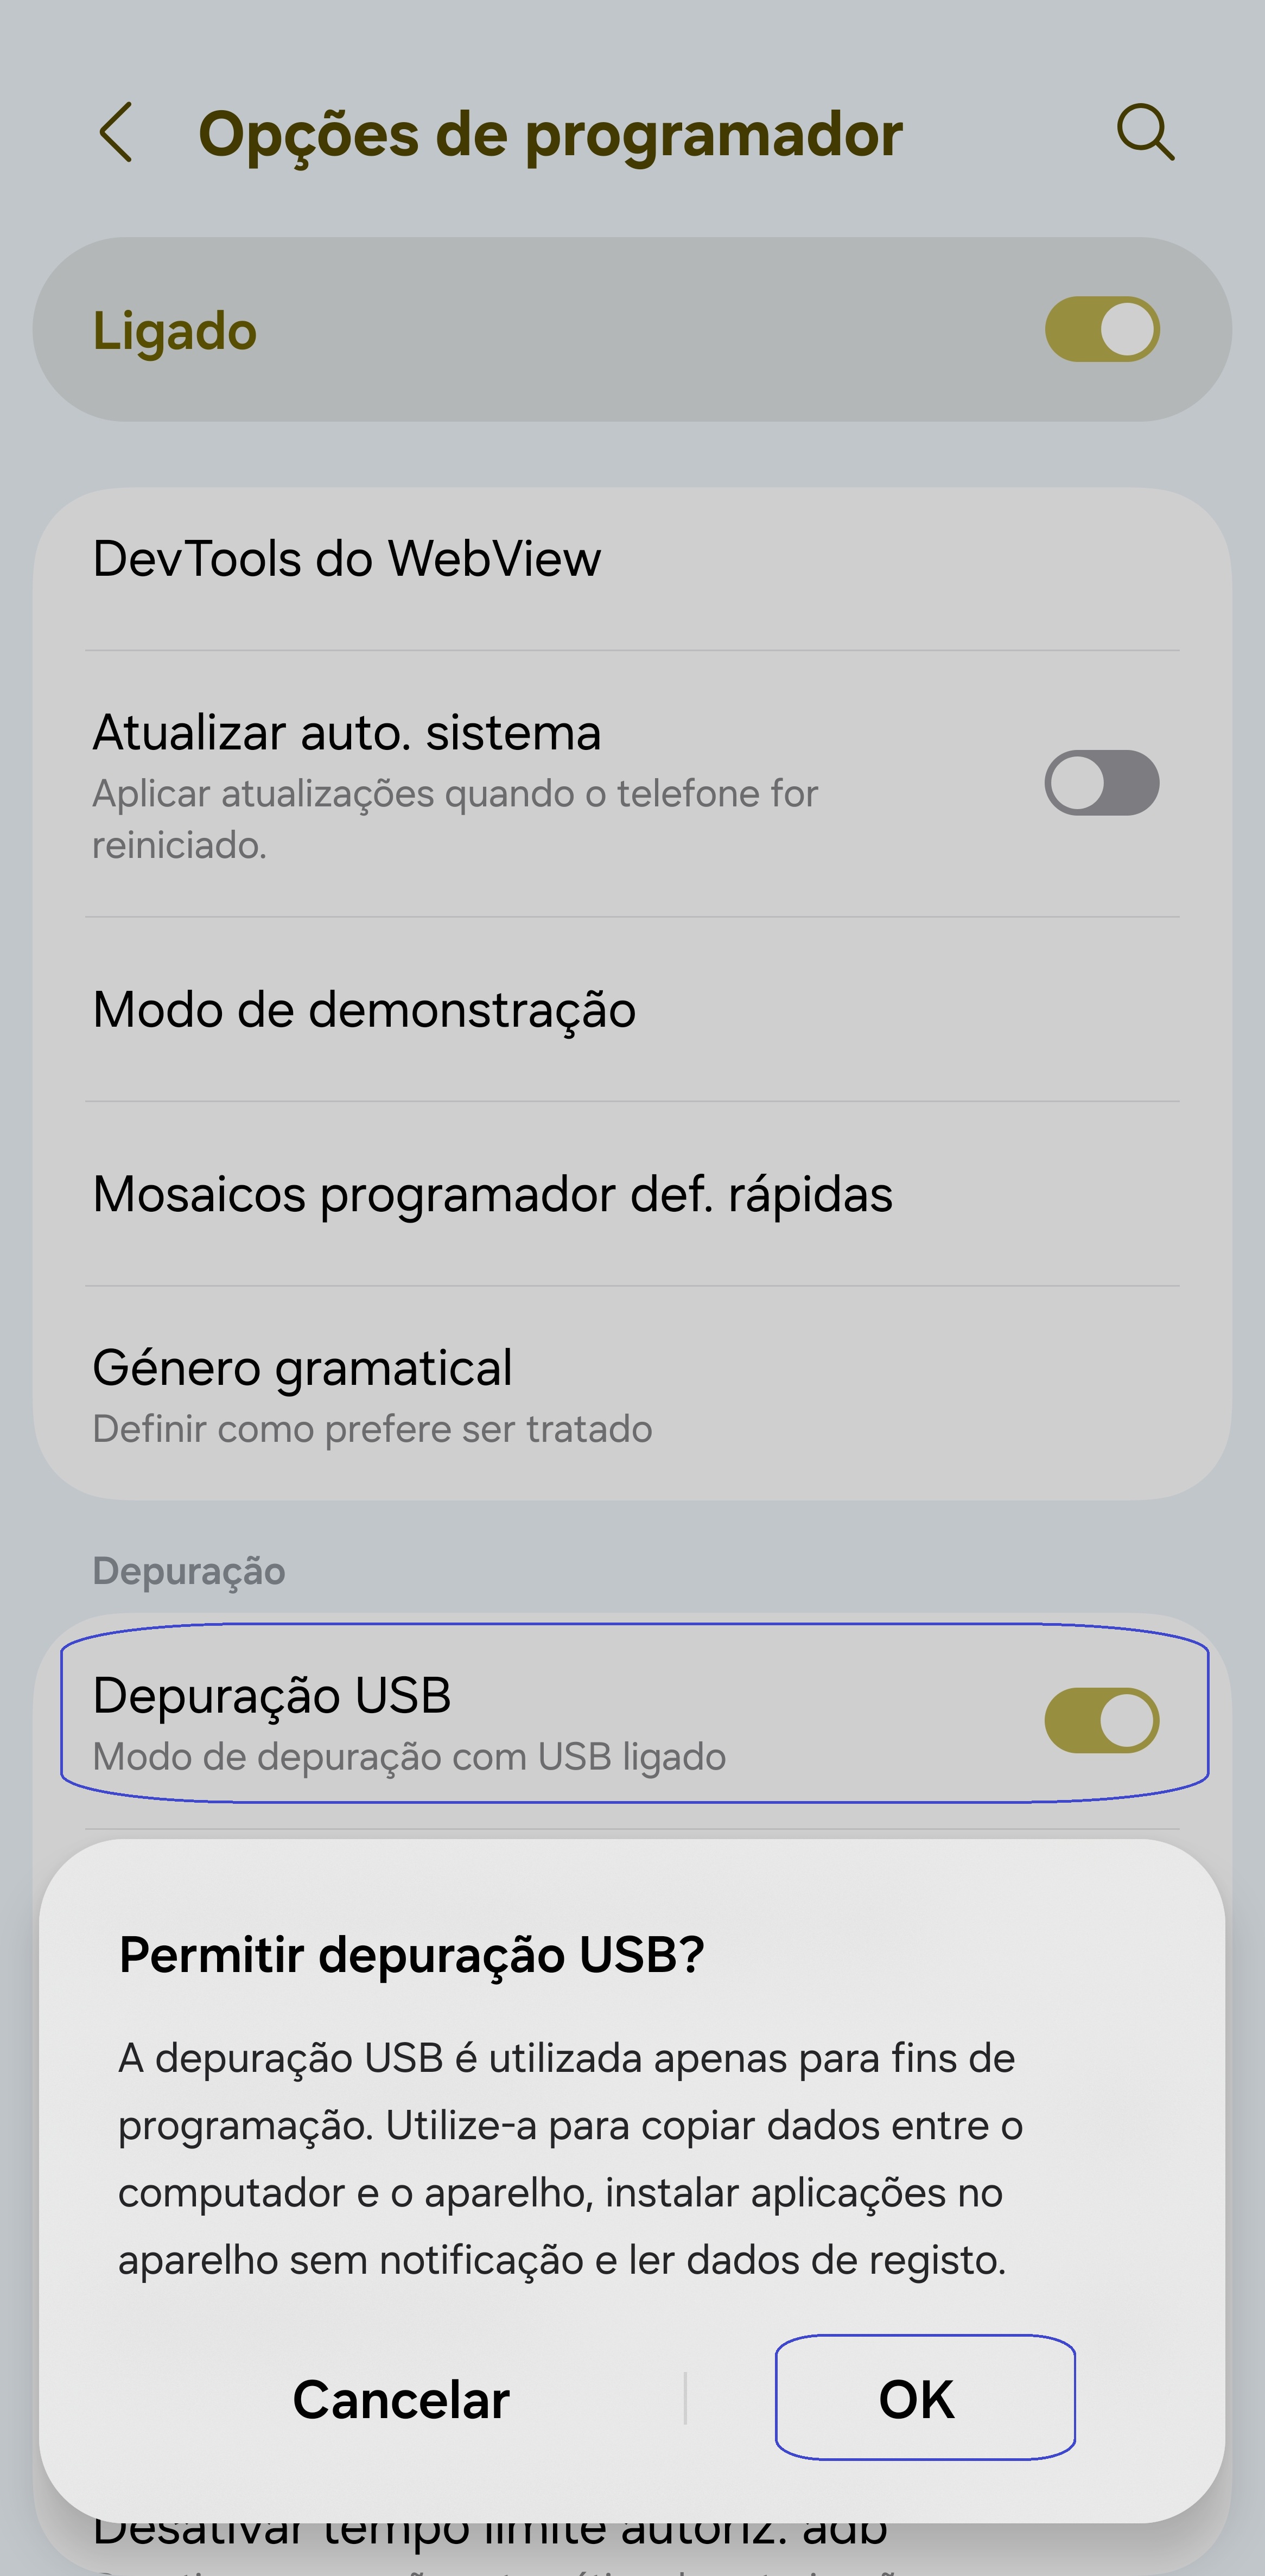 Opções de programador
Ligado
DevTools do WebView
Atualizar auto. sistema
Aplicar atualizações quando o telefone for
reiniciado.
Modo de demonstração
Mosaicos programador def. rápidas
Género gramatical
Definir como prefere ser tratado
Depuração
Depuração USB
Modo de depuração com USB ligado
Permitir depuração USB?
A depuração USB é utilizada apenas para fins de
programação. Utilize-a para copiar dados entre o
computador e o aparelho, instalar aplicações no
aparelho sem notificação e ler dados de registo.
Cancelar
OK
Desativar tempo limite autoriz. adb